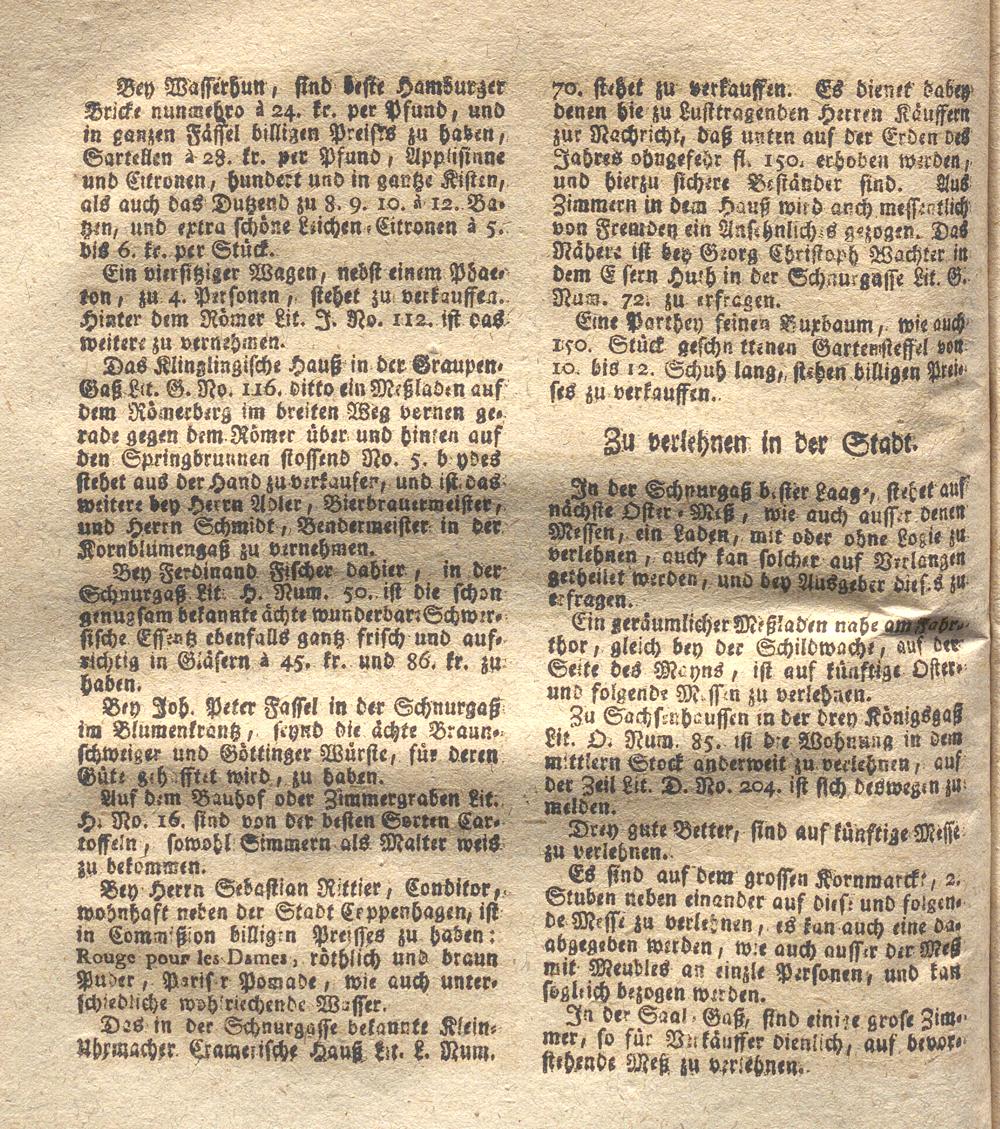 Bey Wasserhun, sind beste Hamburger
Bricke nunmehro à 24. kr. per Pfund, und
in ganzen Fässel billigen Preises zu haben,
Sartellen à 28. kr. per Pfund, Applisinne
und Citronen, hundert und in gantze Kisten,
als auch das Dutzend zu 8. 9. 10. à 12. Ba-
tzen, und extra schöne Leichen-Citronen à 5.
bis 6. kr. per Stück.
Ein viersitziger Wagen, nebst einem Phae-
ton, zu 4. Personen, stehet zu verkauffen.
Hinter dem Römer Lit. J. No. 112. ist das
weitere zu vernehmen.
Das Klinglingische Hauß in der Graupen-
Gaß Lit. G. No. 116. ditto ein Meßladen auf
dem Römerberg im breiten Weg vornen ge-
rade gegen dem Römer über und hinten auf
den Springbrunnen stossend No. 5. beydes
stehet aus der Hand zu verkaufen, und ist das
weitere bey Herrn Adler, Bierbrauermeister,
und Herrn Schmidt, Bendermeister in der
Kornblumengaß zu vernehmen.
Bey Ferdinand Fischer dahier, in der
Schnurgaß Lit. H. Num. 50. ist die schon
genugsam bekannte ächte wunderbare Schwer-
sische Essentz ebenfalls gantz frisch und auf-
richtig in Gläsern à 45. kr. und 86. kr. zu
haben.
Bey Joh. Peter Fassel in der Schnurgaß
im Blumenkrantz, seynd die ächte Braun-
schweiger und Göttinger Würste, für deren
Güte gehafftet wird, zu haben.
Auf dem Bauhof oder Zimmergraben Lit.
H. No. 16. sind von der besten Sorten Car-
toffeln, sowohl Simmern als Malter weis
zu bekommen.
Bey Herrn Sebastian Rittier, Conditor,
wohnhaft neben der Stadt Coppenhagen, ist
in Commißion billigen Preisses zu haben:
Rouge pour les Dames, röthlich und braun
Puder, Pariser Pomade, wie auch unter-
schiedliche wohlriechende Wasser.
Das in der Schnurgasse bekannte Klein-
Uhrmacher Cramerische Hauß Lit. L. Num.
70. stehet zu verkauffen. Es dienet dabey
denen hie zu Lusttragenden Herren Käuffern
zur Nachricht, daß unten auf der Erden des
Jahres ohngefehr fl. 150. erhoben werden,
und hierzu sichere Beständer sind. Aus
Zimmern in dem Hauß wird auch messentlich
von Fremden ein Ansehnliches gezogen. Das
Nähere ist bey Georg Christoph Wachter in
dem Eisern Huth in der Schnurgasse Lit. G.
Num. 72. zu erfragen.
Eine Parthey feinen Buxbaum, wie auch
150. Stück geschnittenen Gartensteffel von
10. bis 12. Schuh lang, stehen billigen Prei-
ses zu verkauffen.
Zu verlehnen in der Stadt.
In der Schnurgaß bester Laage, stehet auf
nächste Oster-Meß, wie auch ausser denen
Messen, ein Laden, mit oder ohne Logie zu
verlehnen, auch kan solcher auf Verlangen
getheilet werden, und bey Ausgeber dieses zu
erfragen.
Ein geräumlicher Meßladen nahe am Fahr-
thor, gleich bey der Schildwacht, auf der
Seite des Mayns, ist auf künftige Oster-
und folgende Messen zu verlehnen.
Zu Sachsenhaussen in der drey Königsgaß
Lit. O. Num. 85. ist die Wohnung in dem
mittlern Stock anderweit zu verlehnen, auf
der Zeil Lit. D. No. 204. ist sich deswegen zu
melden.
Drey gute Better, sind auf künftige Messe
zu verlehnen.
Es sind auf dem grossen Kornmarckt, 2.
Stuben neben einander auf diese und folgen-
de Messe zu verlehnen, es kan auch eine da-
abgegeben werden, wie auch ausser der Meß
mit Meubles an einzle Personen, und kan
sogleich bezogen werden.
In der Saal-Gaß, sind einige grose Zim-
mer, so für Verkäuffer dienlich, auf bevor-
stehende Meß zu verlehnen.